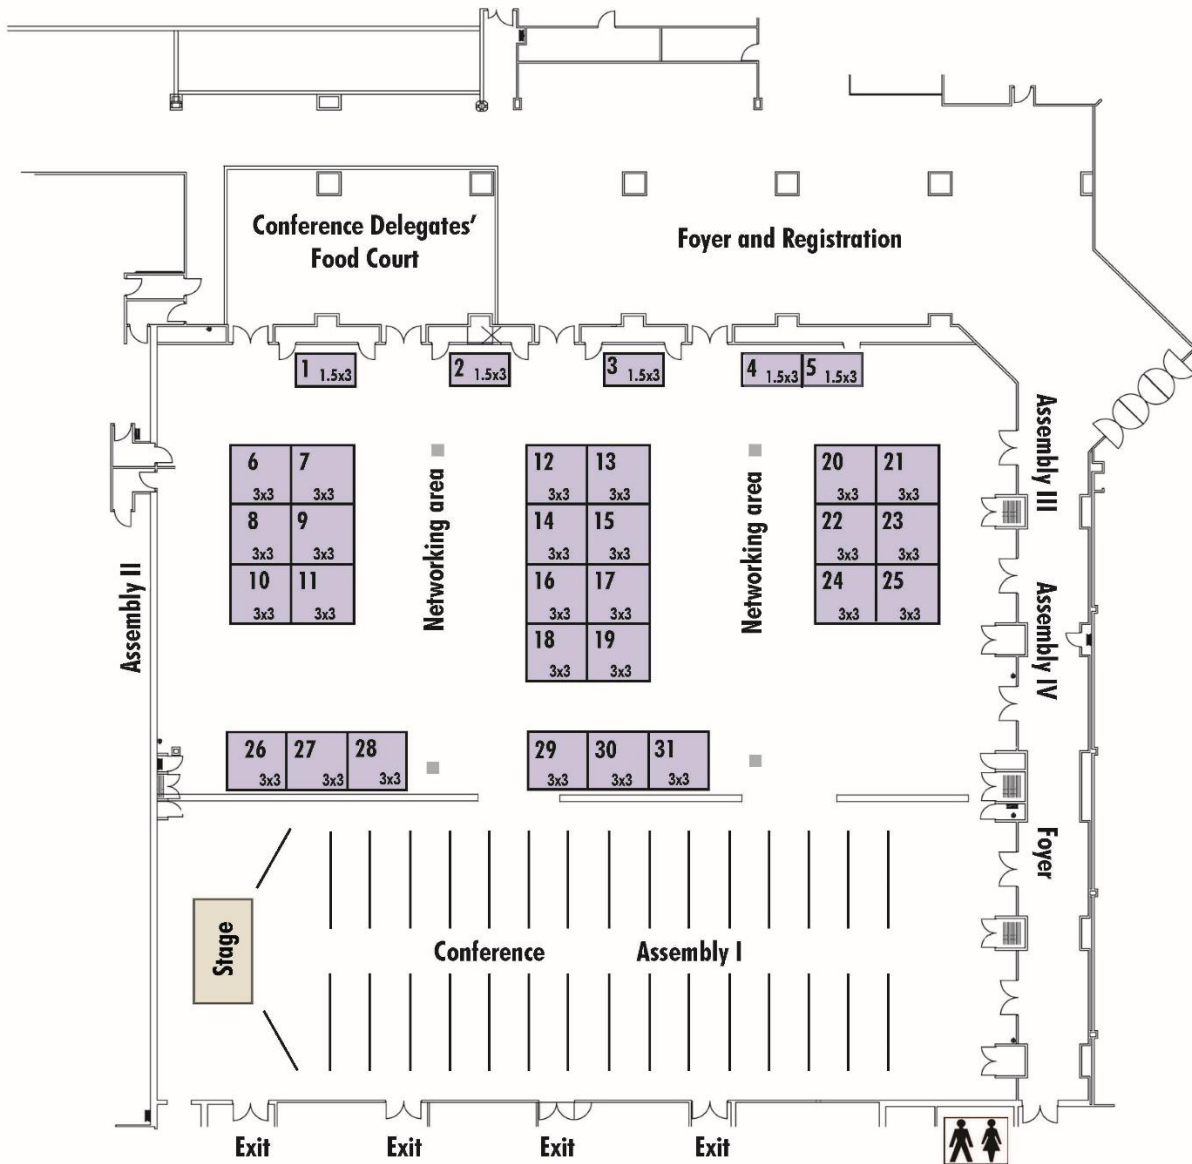 Conference Delegates'
Food Court
Foyer and Registration
1 1.5x3
2 1.5x3
3 1.5x3
4 1.5x3
5 1.5x3
6 3x3
7 3x3
8 3x3
9 3x3
10 3x3
11 3x3
Networking area
12 3x3
13 3x3
14 3x3
15 3x3
16 3x3
17 3x3
18 3x3
19 3x3
Networking area
20 3x3
21 3x3
22 3x3
23 3x3
24 3x3
25 3x3
Assembly II
Assembly III
Assembly IV
26 3x3
27 3x3
28 3x3
29 3x3
30 3x3
31 3x3
Foyer
Stage
Conference
Assembly I
Exit
Exit
Exit
Exit